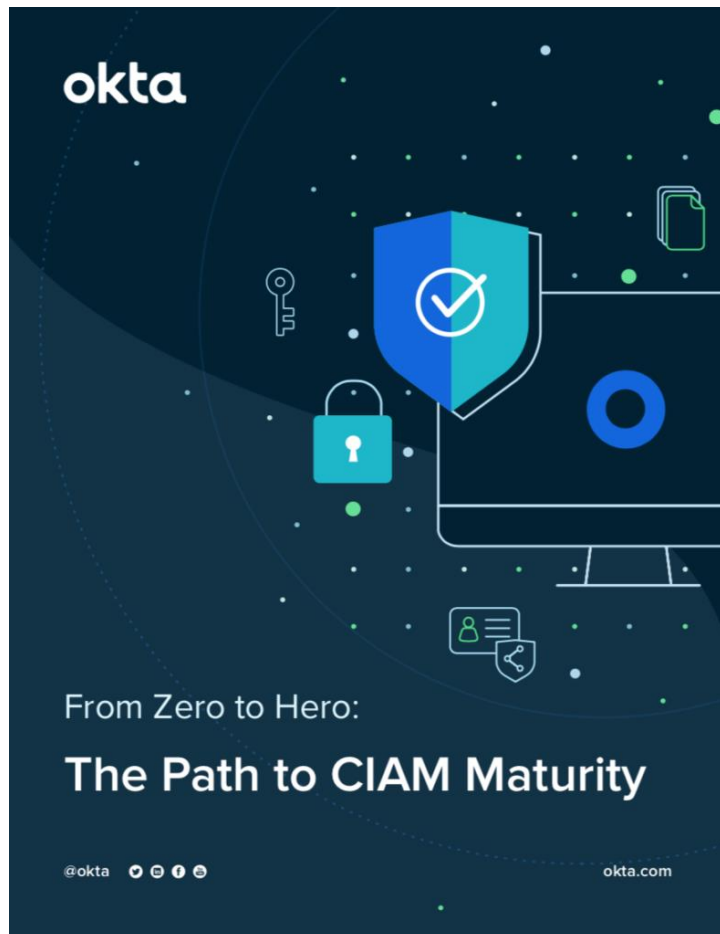 okta
From Zero to Hero:
The Path to CIAM Maturity
@okta
okta.com